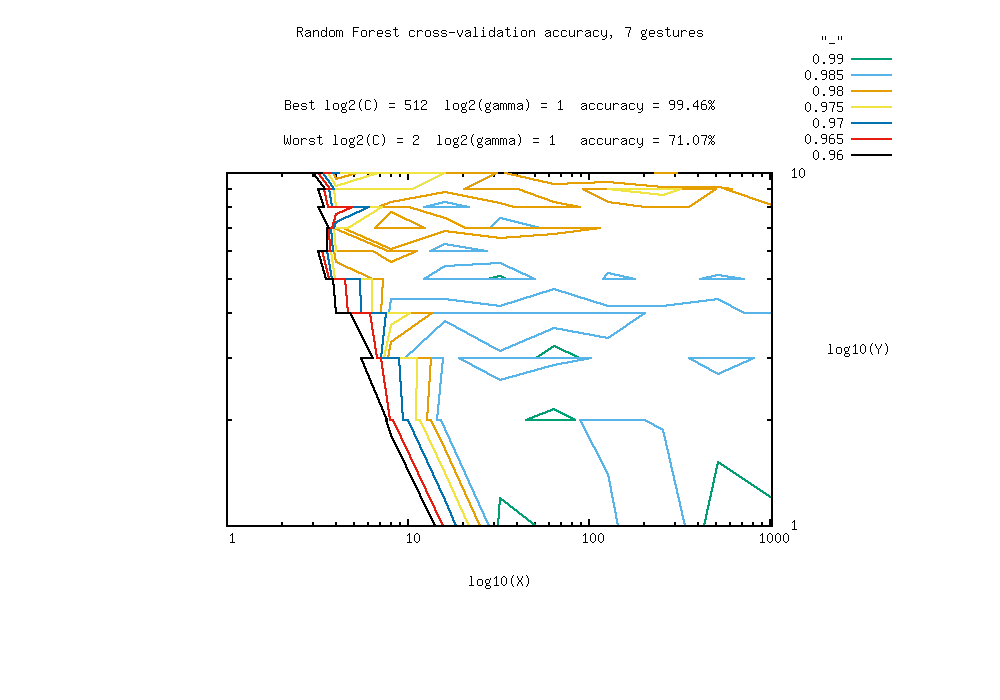 Random Forest cross-validation accuracy, 7 gestures
"_"
0.99
0.985
0.98
0.975
0.97
0.965
0.96
Best log2(C) = 512  log2(gamma) = 1  accuracy = 99.46%
Worst log2(C) = 2  log2(gamma) = 1   accuracy = 71.07%
10
log10(Y)
1
1 10 100 1000
log10(X)